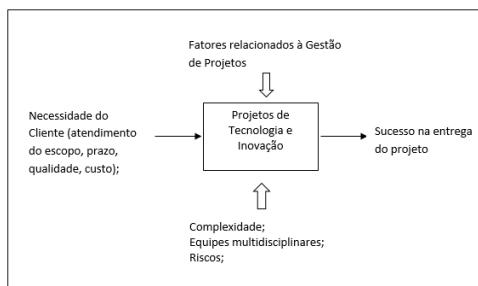 Fatores relacionados à Gestão
de Projetos
Necessidade do
Cliente (atendimento
do escopo, prazo,
qualidade, custo);
Projetos de
Tecnologia e
Inovação
Sucesso na entrega
do projeto
Complexidade;
Equipes multidisciplinares;
Riscos;